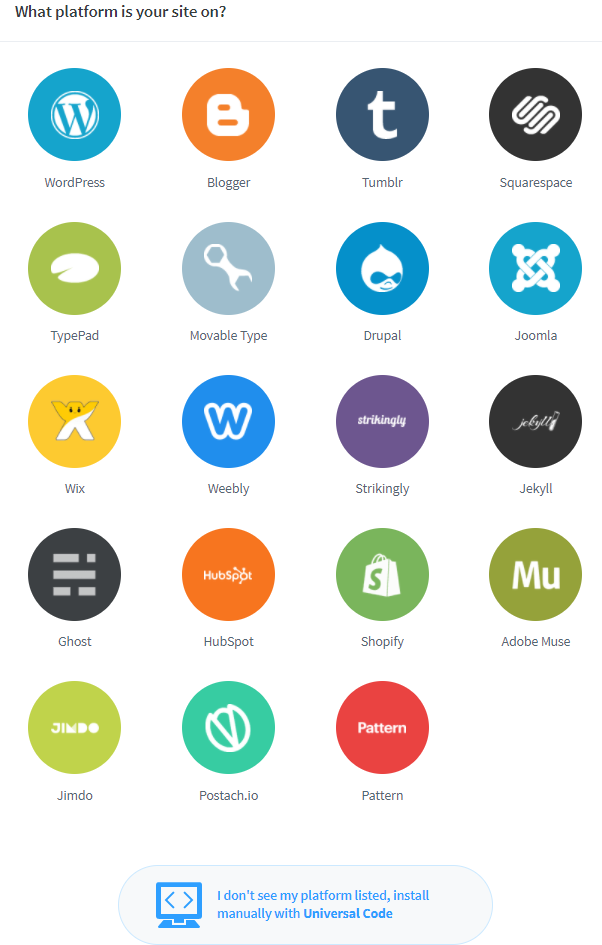 What platform is your site on?
WordPress Blogger Tumblr Squarespace
TypePad Movable Type Drupal Joomla
strikingly jekyll
Wix Weebly Strikingly Jekyll
HubSpot Mu
Ghost HubSpot Shopify Adobe Muse
JIMDO Pattern
Jimdo Postach.io Pattern
I don't see my platform listed, install
manually with Universal Code